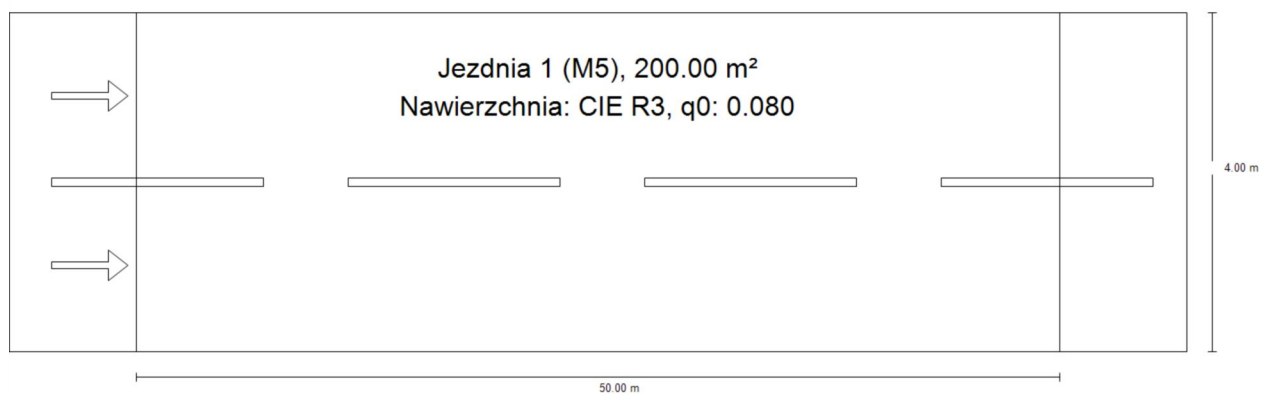 Jezdnia 1 (M5), 200.00 m²
Nawierzchnia: CIE R3, q0: 0.080
4.00 m
50.00 m